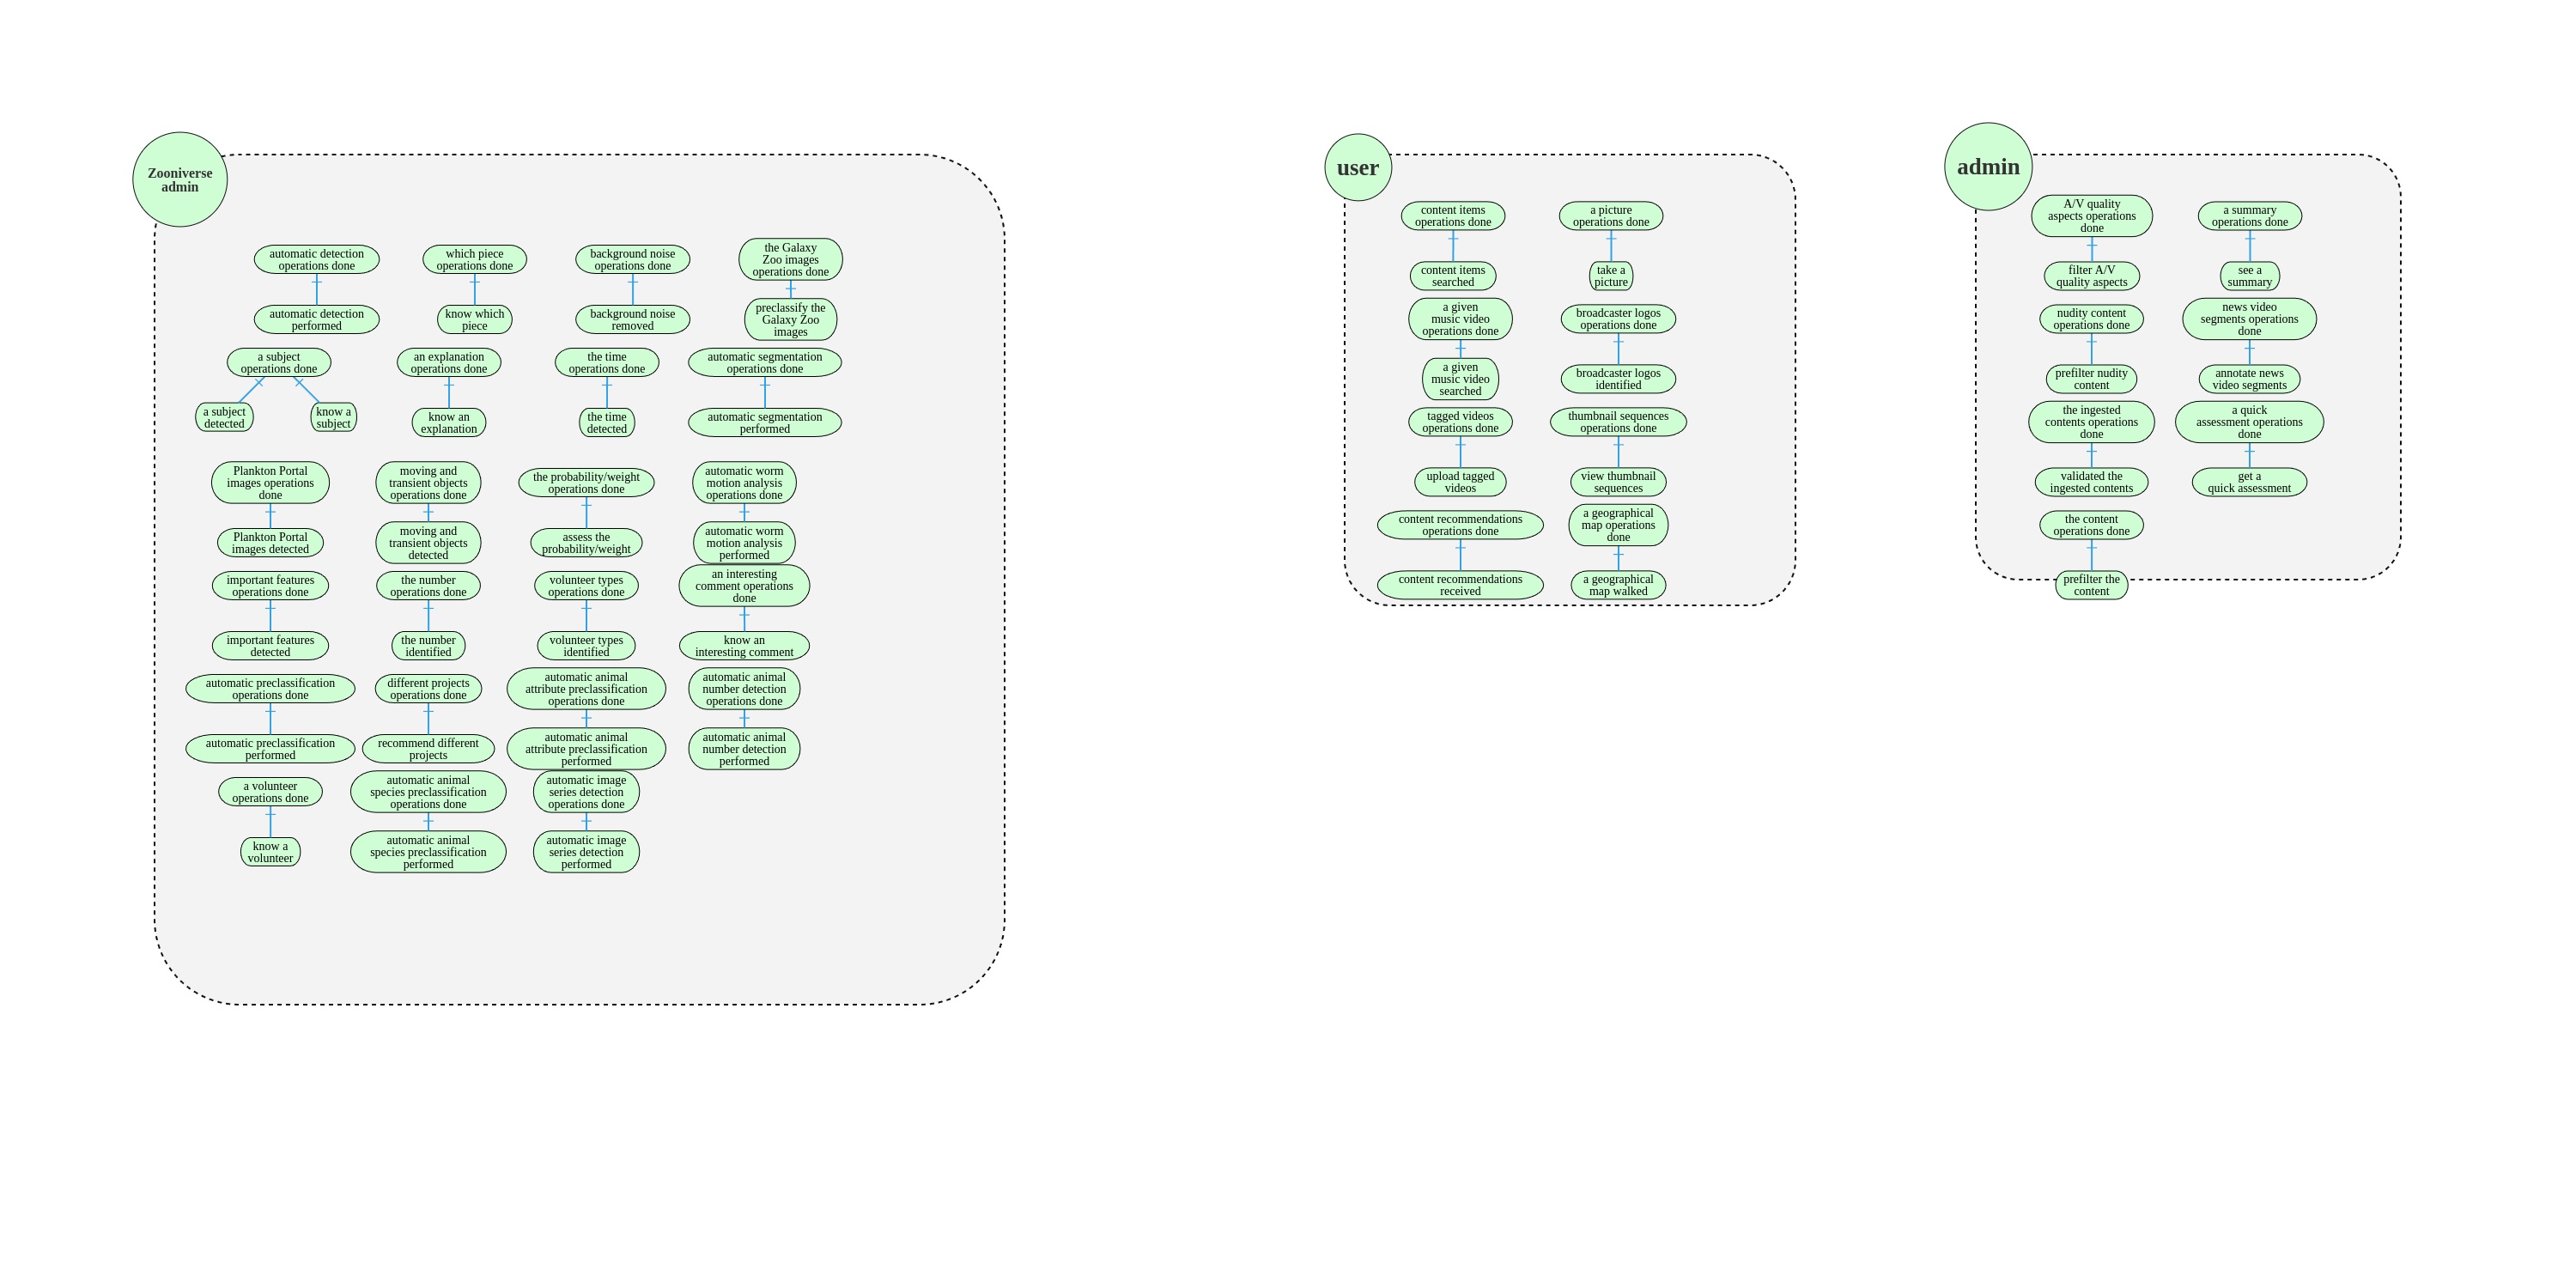 Zooniverse
admin
automatic detection
operations done
which piece
operations done
background noise
operations done
the Galaxy
Zoo images
operations done
automatic detection
performed
know which
piece
background noise
removed
preclassify the
Galaxy Zoo
images
a subject
operations done
an explanation
operations done
the time
operations done
automatic segmentation
operations done
a subject
detected
know a
subject
know an
explanation
the time
detected
automatic segmentation
performed
Plankton Portal
images operations
done
moving and
transient objects
operations done
the probability/weight
operations done
automatic worm
motion analysis
operations done
Plankton Portal
images detected
moving and
transient objects
detected
assess the
probability/weight
automatic worm
motion analysis
performed
important features
operations done
the number
operations done
volunteer types
operations done
an interesting
comment operations
done
important features
detected
the number
identified
volunteer types
identified
know an
interesting comment
automatic preclassification
operations done
different projects
operations done
automatic animal
attribute preclassification
operations done
automatic animal
number detection
operations done
automatic preclassification
performed
recommend different
projects
automatic animal
attribute preclassification
performed
automatic animal
number detection
performed
a volunteer
operations done
automatic animal
species preclassification
operations done
automatic image
series detection
operations done
know a
volunteer
automatic animal
species preclassification
performed
automatic image
series detection
performed
user
content items
operations done
a picture
operations done
content items
searched
take a
picture
a given
music video
operations done
broadcaster logos
operations done
a given
music video
searched
broadcaster logos
identified
tagged videos
operations done
thumbnail sequences
operations done
upload tagged
videos
view thumbnail
sequences
content recommendations
operations done
a geographical
map operations
done
content recommendations
received
a geographical
map walked
admin
A/V quality
aspects operations
done
a summary
operations done
filter A/V
quality aspects
see a
summary
nudity content
operations done
news video
segments operations
done
prefilter nudity
content
annotate news
video segments
the ingested
contents operations
done
a quick
assessment operations
done
validated the
ingested contents
get a
quick assessment
the content
operations done
prefilter the
content